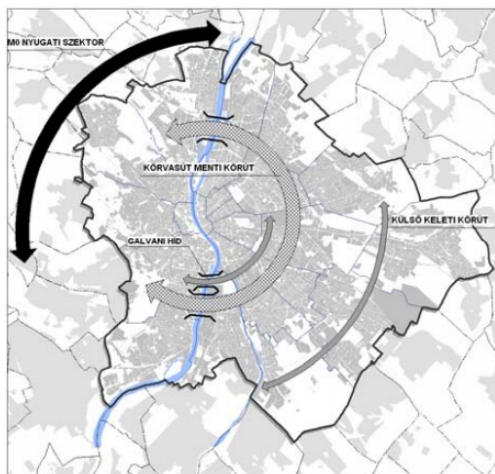 M0 NYUGATI SZEKTOR
KÖRVASÚT MENTI KÖRÚT
KÜLSŐ KELETI KÖRÚT
GALVANI HÍD